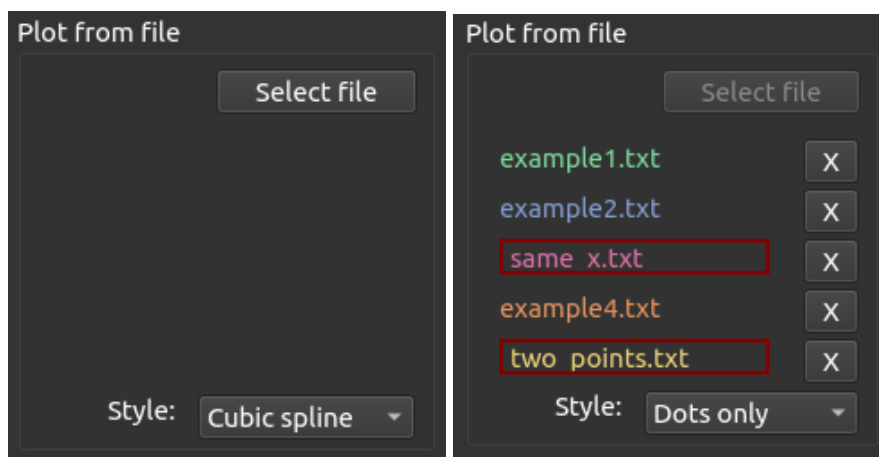 Plot from file
Select file
Style: Cubic spline
Plot from file
Select file
example1.txt X
example2.txt X
same_x.txt X
example4.txt X
two_points.txt X
Style: Dots only